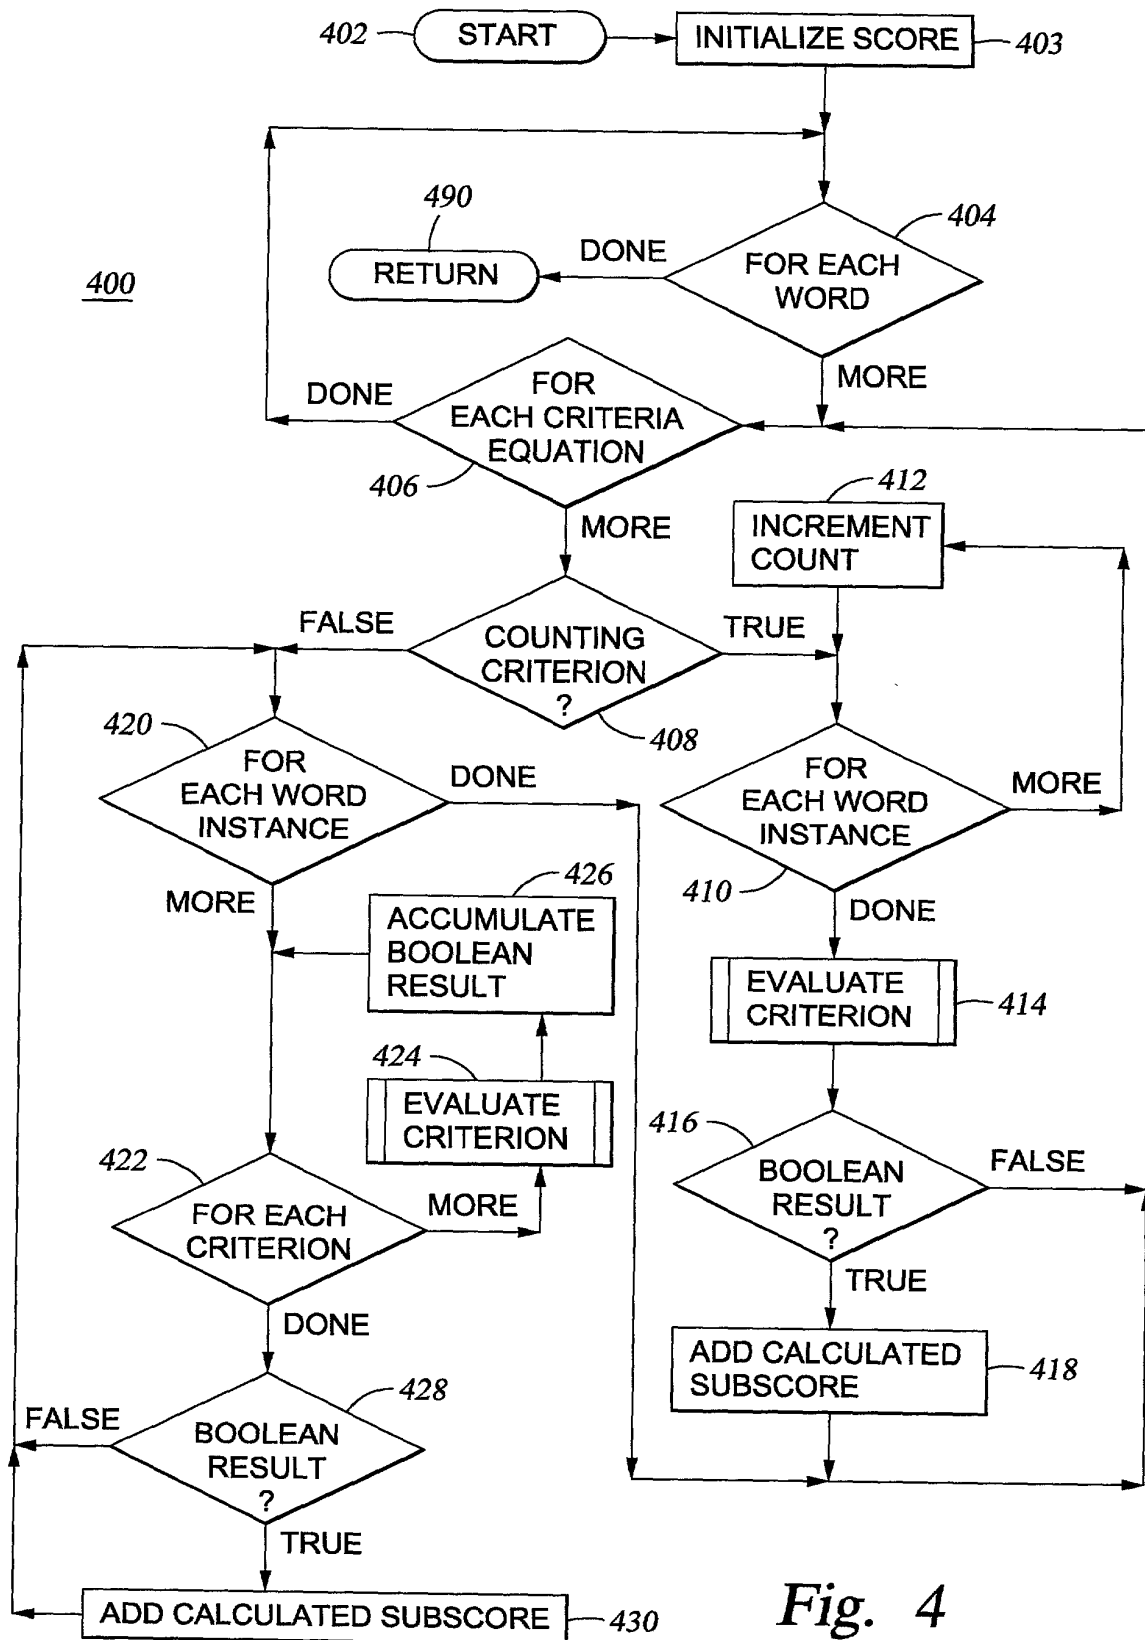 402
START
INITIALIZE SCORE
403
490
404
DONE
RETURN
FOR EACH
WORD
400
MORE
DONE
FOR
EACH CRITERIA
EQUATION
406
412
MORE
INCREMENT
COUNT
FALSE
COUNTING
CRITERION
?
TRUE
408
420
FOR
EACH WORD
INSTANCE
DONE
FOR
EACH WORD
INSTANCE
MORE
410
MORE
426
DONE
ACCUMULATE
BOOLEAN
RESULT
EVALUATE
CRITERION
414
424
EVALUATE
CRITERION
416
BOOLEAN
RESULT
?
FALSE
422
FOR EACH
CRITERION
MORE
TRUE
DONE
ADD CALCULATED
SUBSCORE
418
428
FALSE
BOOLEAN
RESULT
?
TRUE
ADD CALCULATED SUBSCORE
430
Fig. 4